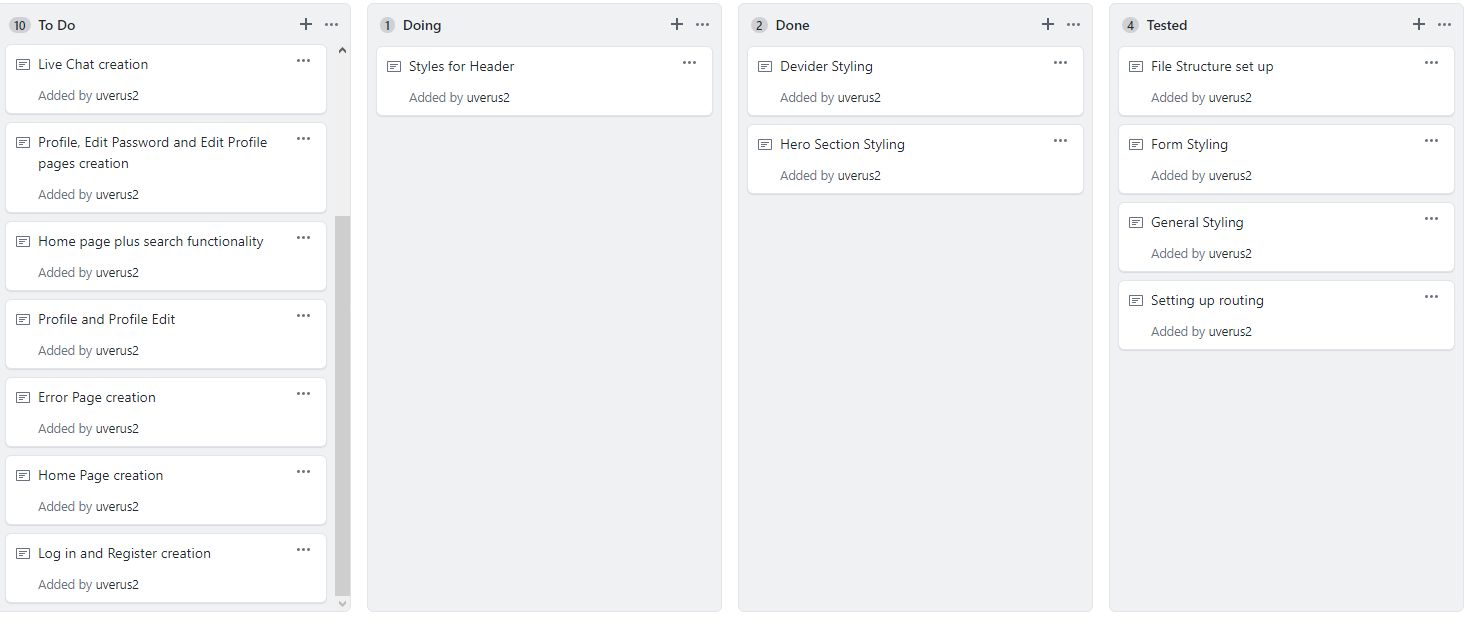 10 To Do
Live Chat creation
Added by uverus2
Profile, Edit Password and Edit Profile
pages creation
Added by uverus2
Home page plus search functionality
Added by uverus2
Profile and Profile Edit
Added by uverus2
Error Page creation
Added by uverus2
Home Page creation
Added by uverus2
Log in and Register creation
Added by uverus2
1 Doing
Styles for Header
Added by uverus2
2 Done
Devider Styling
Added by uverus2
Hero Section Styling
Added by uverus2
4 Tested
File Structure set up
Added by uverus2
Form Styling
Added by uverus2
General Styling
Added by uverus2
Setting up routing
Added by uverus2